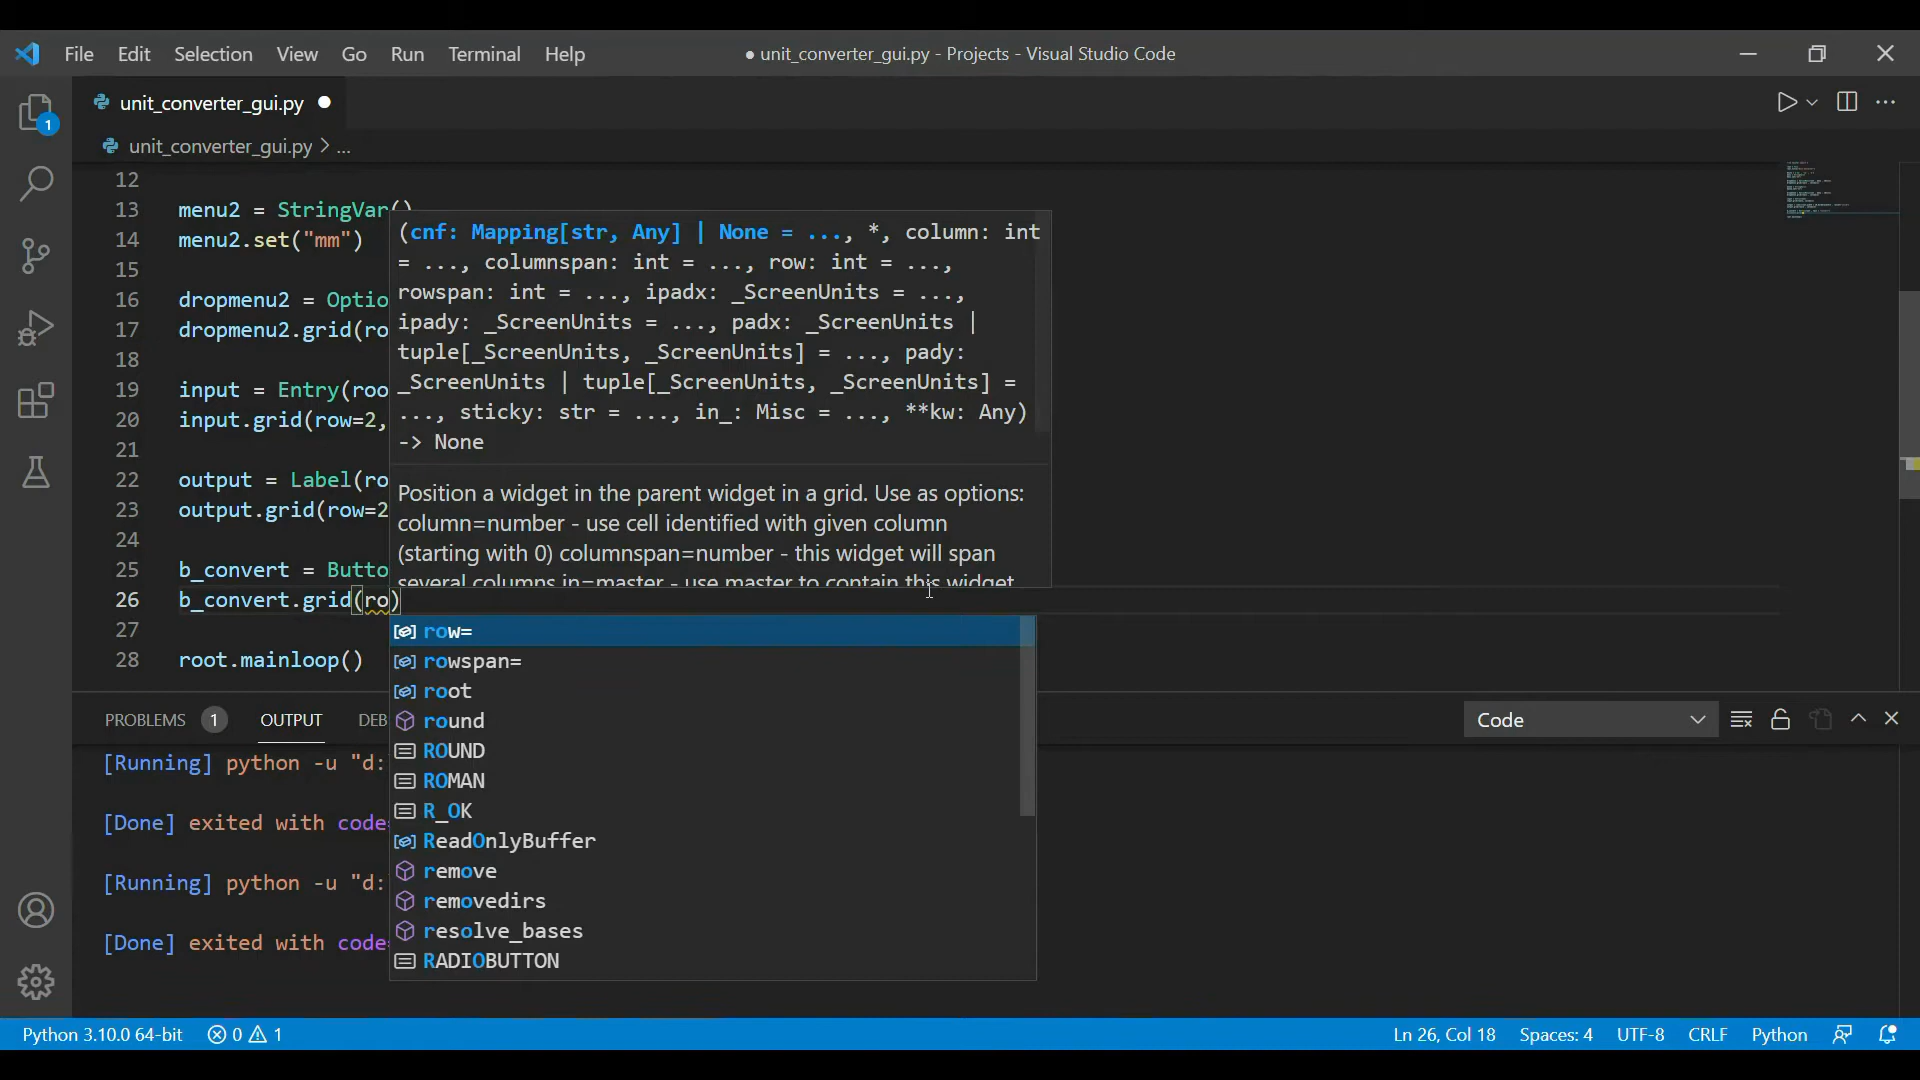 File Edit Selection View Go Run Terminal Help
● unit_converter_gui.py - Projects - Visual Studio Code
1
unit_converter_gui.py
unit_converter_gui.py > ...
12
13 menu2 = StringVar()
14 menu2.set("mm")
15
16 dropmenu2 = Optio
17 dropmenu2.grid(ro
18
19 input = Entry(roo
20 input.grid(row=2,
21
22 output = Label(ro
23 output.grid(row=2
24
25 b_convert = Butto
26 b_convert.grid(ro)
27
28 root.mainloop()
(cnf: Mapping[str, Any] | None = ..., *, column: int
= ..., columnspan: int = ..., row: int = ...,
rowspan: int = ..., ipadx: _ScreenUnits = ...,
ipady: _ScreenUnits = ..., padx: _ScreenUnits |
tuple[_ScreenUnits, _ScreenUnits] = ..., pady:
_ScreenUnits | tuple[_ScreenUnits, _ScreenUnits] =
..., sticky: str = ..., in_: Misc = ..., **kw: Any)
-> None
Position a widget in the parent widget in a grid. Use as options:
column=number - use cell identified with given column
(starting with 0) columnspan=number - this widget will span
several columns in=master - use master to contain this widget
row=
rowspan=
root
round
ROUND
ROMAN
R_OK
ReadOnlyBuffer
remove
removedirs
resolve_bases
RADIOBUTTON
PROBLEMS 1 OUTPUT DEB
Code
[Running] python -u "d:
[Done] exited with code
[Running] python -u "d:
[Done] exited with code
Python 3.10.0 64-bit 0 1
Ln 26, Col 18 Spaces: 4 UTF-8 CRLF Python